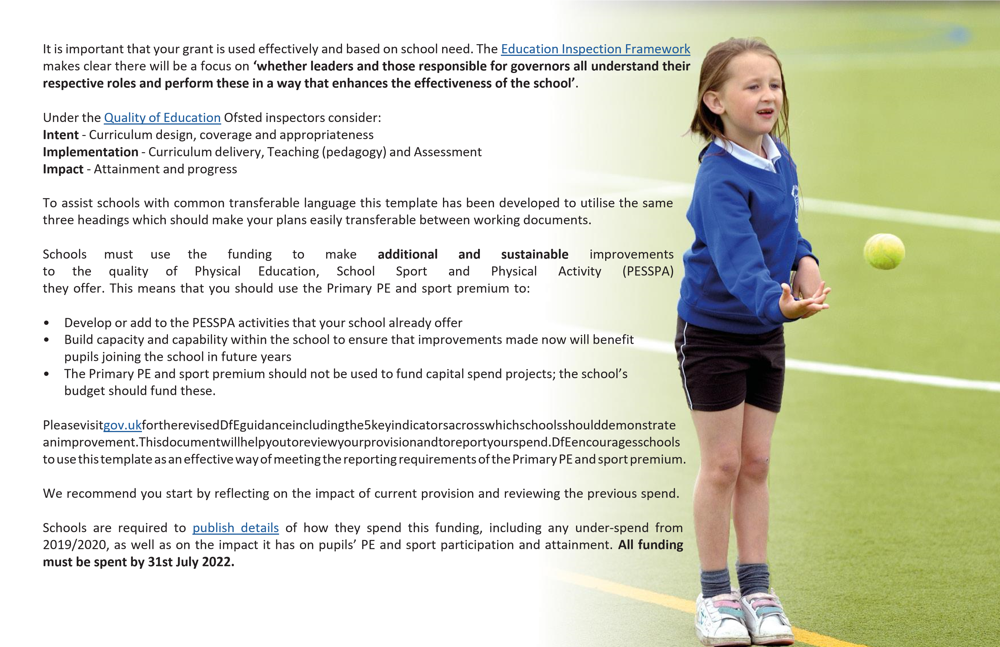 It is important that your grant is used effectively and based on school need. The Education Inspection Framework
makes clear there will be a focus on ‘whether leaders and those responsible for governors all understand their
respective roles and perform these in a way that enhances the effectiveness of the school’.
Under the Quality of Education Ofsted inspectors consider:
Intent - Curriculum design, coverage and appropriateness
Implementation - Curriculum delivery, Teaching (pedagogy) and Assessment
Impact - Attainment and progress
To assist schools with common transferable language this template has been developed to utilise the same
three headings which should make your plans easily transferable between working documents.
Schools must use the funding to make additional and sustainable improvements
to the quality of Physical Education, School Sport and Physical Activity (PESSPA)
they offer. This means that you should use the Primary PE and sport premium to:
• Develop or add to the PESSPA activities that your school already offer
• Build capacity and capability within the school to ensure that improvements made now will benefit
pupils joining the school in future years
• The Primary PE and sport premium should not be used to fund capital spend projects; the school’s
budget should fund these.
Pleasevisitgov.ukfortherevisedDfEguidanceincludingthe5keyindicatorsacrosswhichschoolsshoulddemonstrate
animprovement.Thisdocumentwillhelpyoutoreviewyourprovisionandtoreportyourspend.DfEencouragesschools
to use this template as an effective way of meeting the reporting requirements of the Primary PE and sport premium.
We recommend you start by reflecting on the impact of current provision and reviewing the previous spend.
Schools are required to publish details of how they spend this funding, including any under-spend from
2019/2020, as well as on the impact it has on pupils’ PE and sport participation and attainment. All funding
must be spent by 31st July 2022.